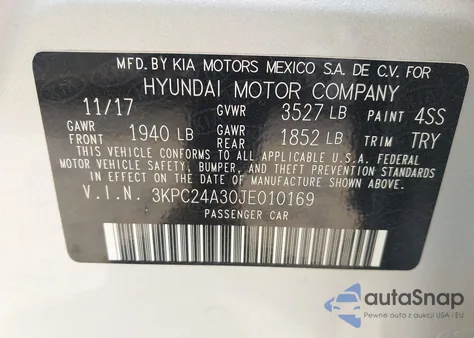 MFD. BY KIA MOTORS MEXICO S.A. DE C.V. FOR
HYUNDAI MOTOR COMPANY
11/17 GVWR 3527 LB PAINT 4SS
GAWR FRONT 1940 LB GAWR REAR 1852 LB TRIM TRY
THIS VEHICLE CONFORMS TO ALL APPLICABLE U.S.A. FEDERAL
MOTOR VEHICLE SAFETY, BUMPER, AND THEFT PREVENTION STANDARDS
IN EFFECT ON THE DATE OF MANUFACTURE SHOWN ABOVE.
V.I.N. 3KPC24A30JE010169
PASSENGER CAR
autoSnap
Pewne auta z aukcji USA i EU